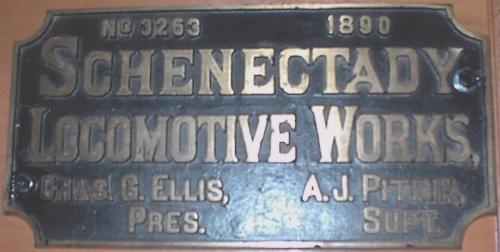 No 3263 1890
SCHENECTADY
LOCOMOTIVE WORKS,
CHAS. G. ELLIS, A. J. PITKIN,
PRES. SUPT.